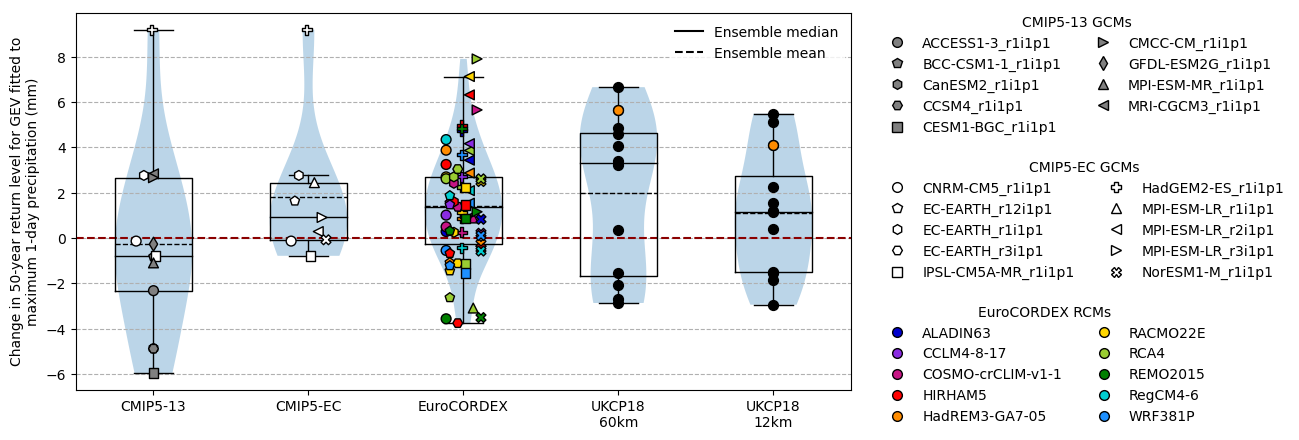 Change in 50-year return level for GEV fitted to
maximum 1-day precipitation (mm)
8
6
4
2
0
−2
−4
−6
Ensemble median
Ensemble mean
CMIP5-13
CMIP5-EC
EuroCORDEX
UKCP18
60km
UKCP18
12km
CMIP5-13 GCMs
ACCESS1-3_r1i1p1
BCC-CSM1-1_r1i1p1
CanESM2_r1i1p1
CCSM4_r1i1p1
CESM1-BGC_r1i1p1
CMCC-CM_r1i1p1
GFDL-ESM2G_r1i1p1
MPI-ESM-MR_r1i1p1
MRI-CGCM3_r1i1p1
CMIP5-EC GCMs
CNRM-CM5_r1i1p1
EC-EARTH_r12i1p1
EC-EARTH_r1i1p1
EC-EARTH_r3i1p1
IPSL-CM5A-MR_r1i1p1
HadGEM2-ES_r1i1p1
MPI-ESM-LR_r1i1p1
MPI-ESM-LR_r2i1p1
MPI-ESM-LR_r3i1p1
NorESM1-M_r1i1p1
EuroCORDEX RCMs
ALADIN63
CCLM4-8-17
COSMO-crCLIM-v1-1
HIRHAM5
HadREM3-GA7-05
RACMO22E
RCA4
REMO2015
RegCM4-6
WRF381P